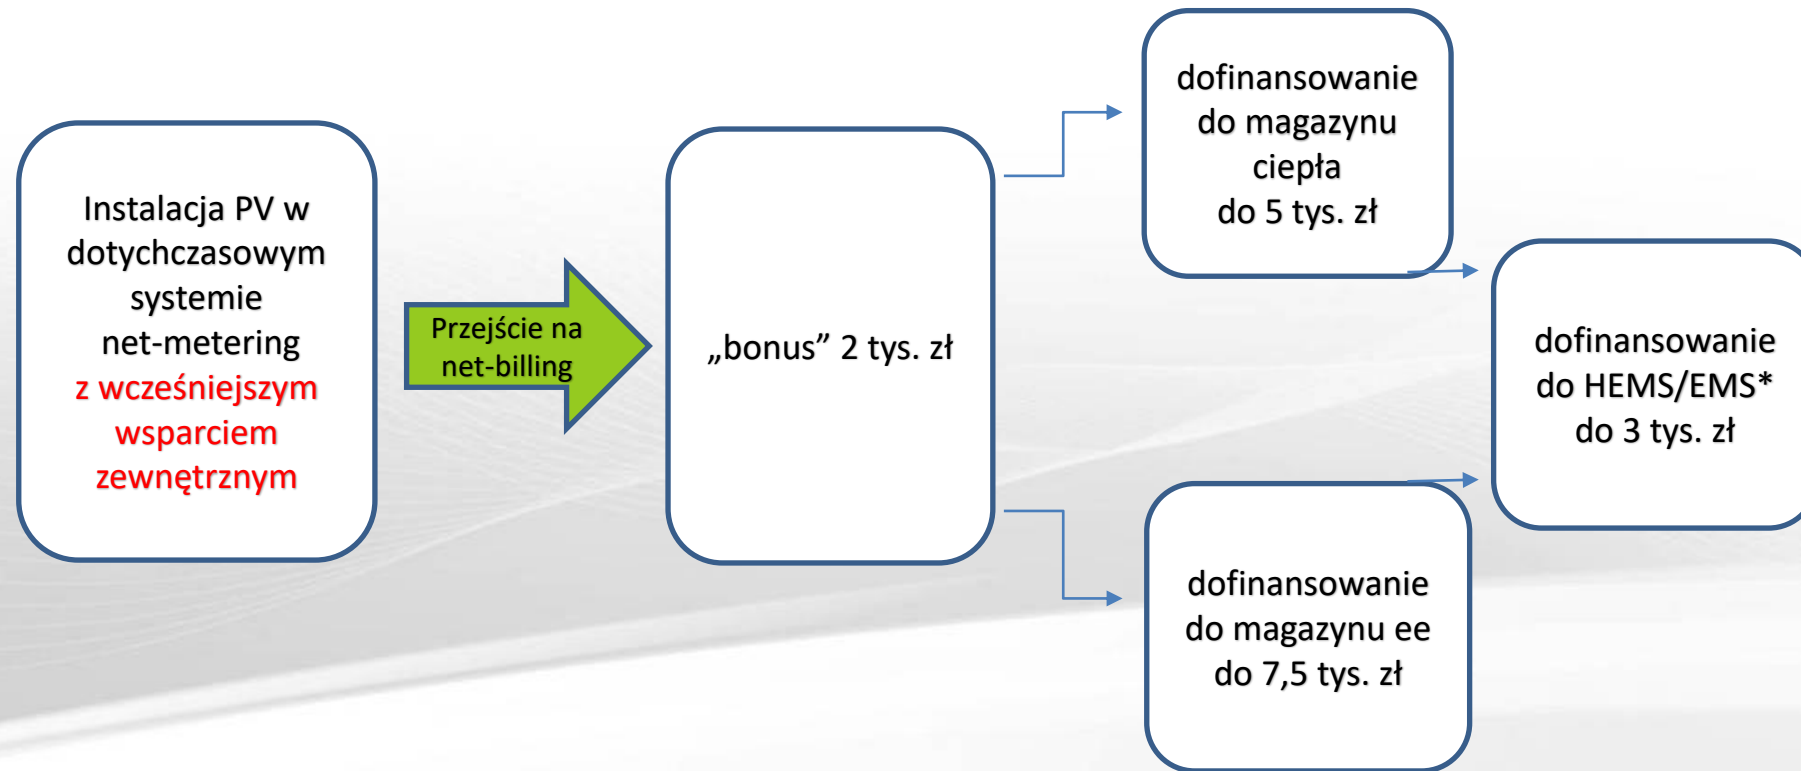 Instalacja PV w
dotychczasowym
systemie
net-metering
z wcześniejszym
wsparciem
zewnętrznym
Przejście na
net-billing
„bonus” 2 tys. zł
dofinansowanie
do magazynu
ciepła
do 5 tys. zł
dofinansowanie
do magazynu ee
do 7,5 tys. zł
dofinansowanie
do HEMS/EMS*
do 3 tys. zł